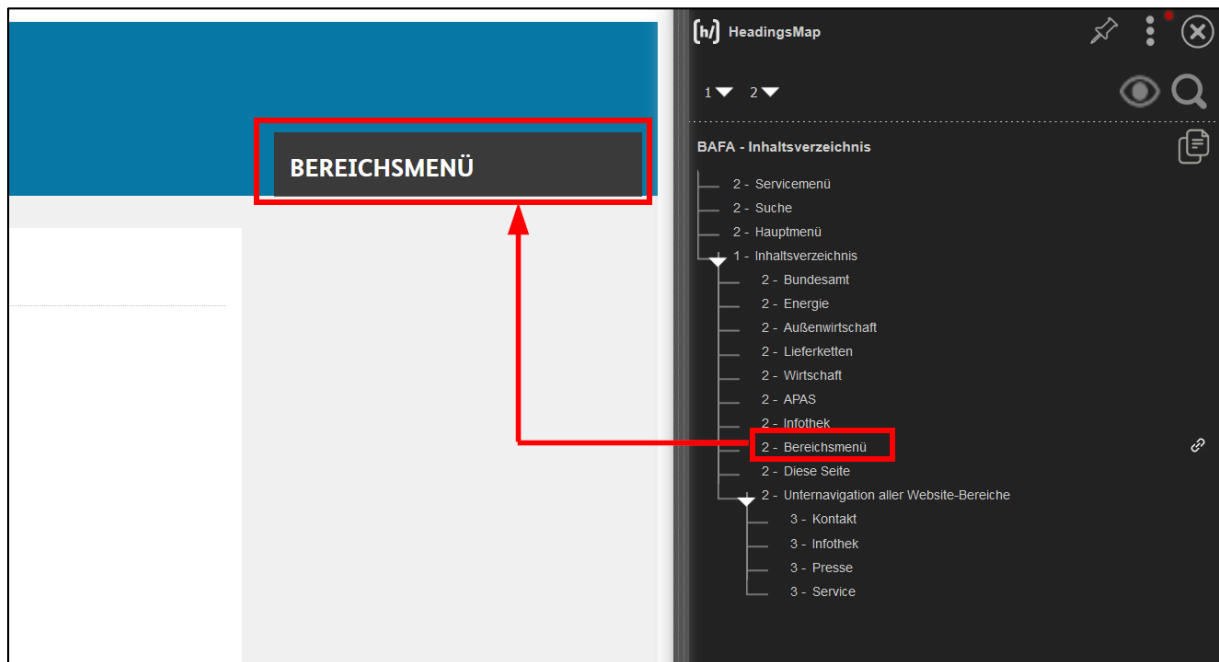 BEREICHSMENÜ
[h/] HeadingsMap
1 2
BAFA - Inhaltsverzeichnis
2 - Servicemenü
2 - Suche
2 - Hauptmenü
1 - Inhaltsverzeichnis
2 - Bundesamt
2 - Energie
2 - Außenwirtschaft
2 - Lieferketten
2 - Wirtschaft
2 - APAS
2 - Infothek
2 - Bereichsmenü
2 - Diese Seite
2 - Unternavigation aller Website-Bereiche
3 - Kontakt
3 - Infothek
3 - Presse
3 - Service